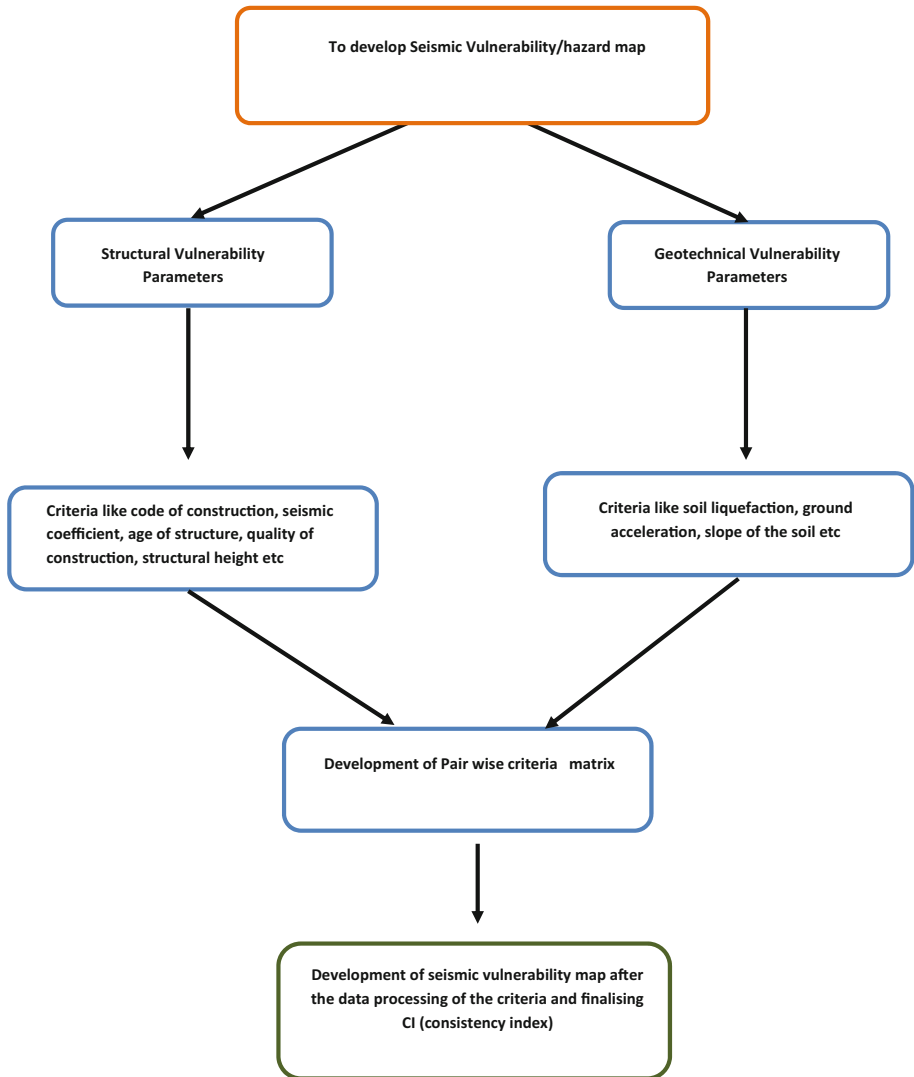 To develop Seismic Vulnerability/hazard map
Structural Vulnerability
Parameters
Geotechnical Vulnerability
Parameters
Criteria like code of construction, seismic
coefficient, age of structure, quality of
construction, structural height etc
Criteria like soil liquefaction, ground
acceleration, slope of the soil etc
Development of Pair wise criteria matrix
Development of seismic vulnerability map after
the data processing of the criteria and finalising
CI (consistency index)